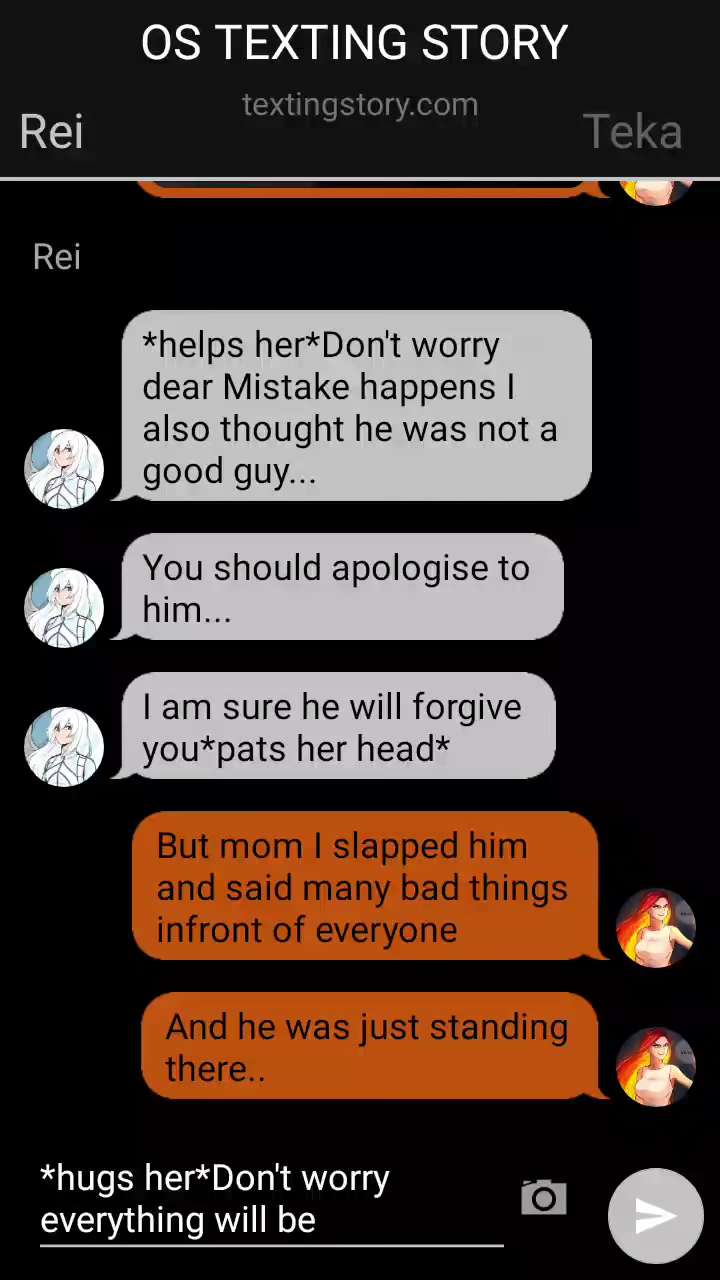 OS TEXTING STORY
textingstory.com
Rei
Teka
Rei
*helps her*Don't worry
dear Mistake happens I
also thought he was not a
good guy...
You should apologise to
him...
I am sure he will forgive
you*pats her head*
But mom I slapped him
and said many bad things
infront of everyone
And he was just standing
there..
*hugs her*Don't worry
everything will be